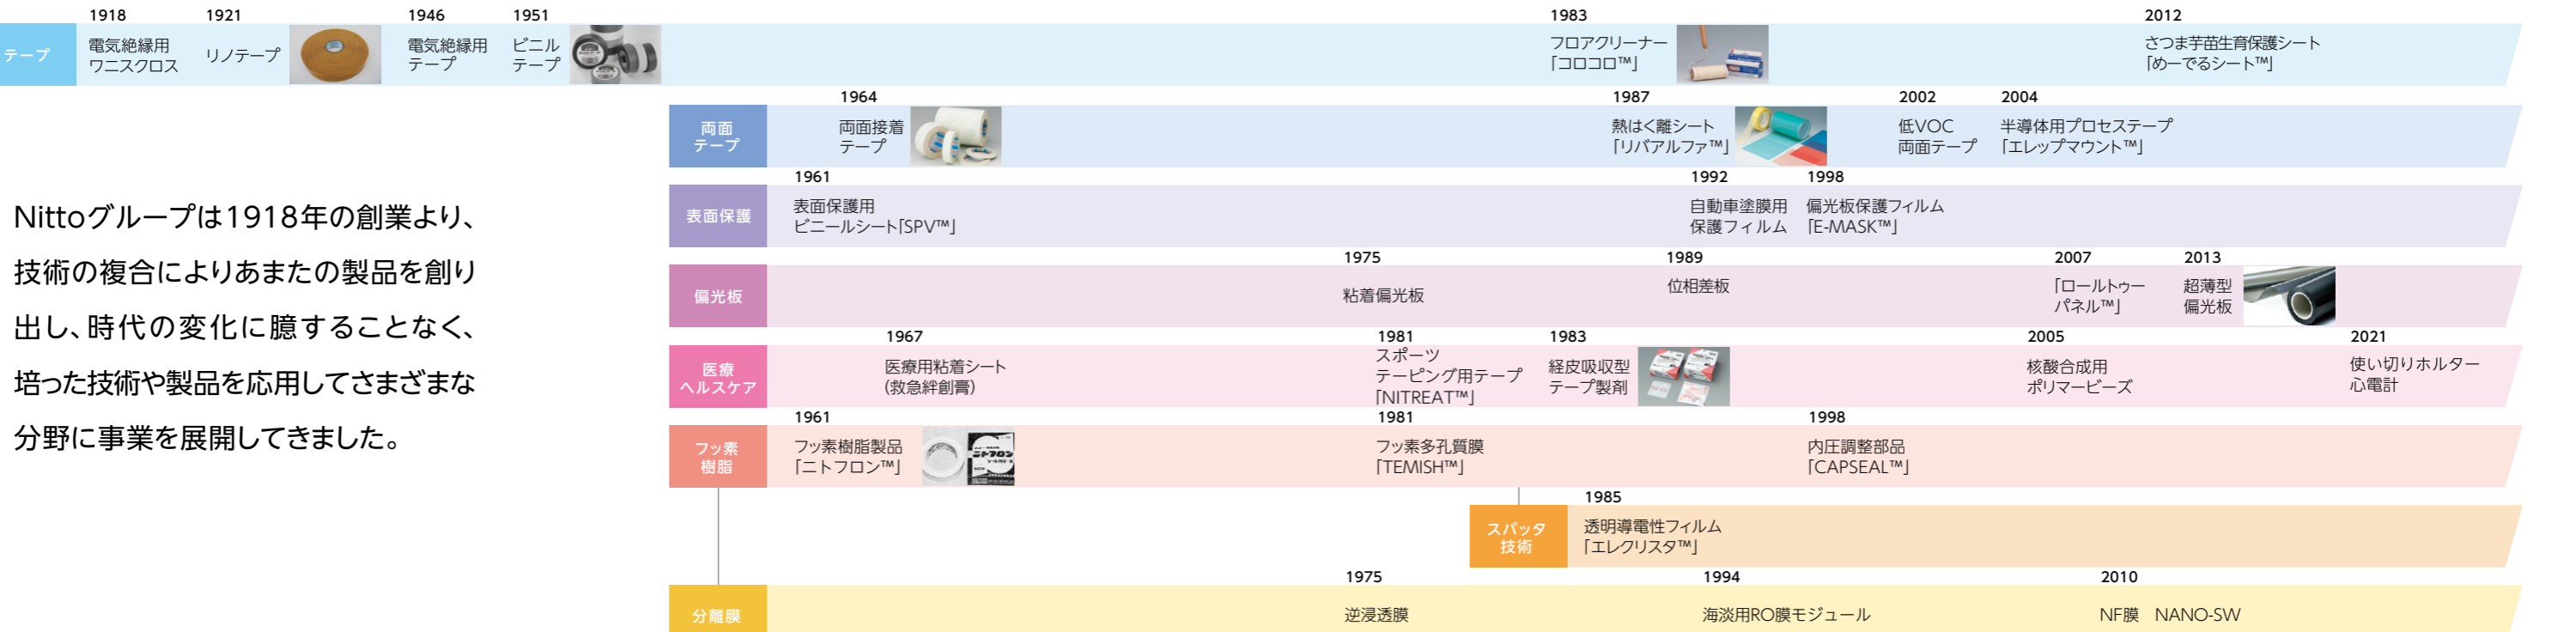 1918 1921 1946 1951 1983 2012
テープ
電気絶縁用
ワニスクロス
リノテープ
電気絶縁用
テープ
ビニル
テープ
フロアクリーナー
「コロコロ™」
さつま芋苗生育保護シート
「めーでるシート™」
1964 1987 2002 2004
両面
テープ
両面接着
テープ
熱はく離シート
「リバアルファ™」
低VOC
両面テープ
半導体用プロセステープ
「エレップマウント™」
1961 1992 1998
表面保護
表面保護用
ビニールシート「SPV™」
自動車塗膜用
保護フィルム
偏光板保護フィルム
「E-MASK™」
Nittoグループは1918年の創業より、
技術の複合によりあまたの製品を創り
出し、時代の変化に臆することなく、
培った技術や製品を応用してさまざまな
分野に事業を展開してきました。
1975 1989 2007 2013
偏光板
粘着偏光板
位相差板
「ロールトゥー
パネル™」
超薄型
偏光板
1967 1981 1983 2005 2021
医療
ヘルスケア
医療用粘着シート
(救急絆創膏)
スポーツ
テーピング用テープ
「NITREAT™」
経皮吸収型
テープ製剤
核酸合成用
ポリマービーズ
使い切りホルター
心電計
1961 1981 1998
フッ素
樹脂
フッ素樹脂製品
「ニトフロン™」
ニトフロン
フッ素多孔質膜
「TEMISH™」
内圧調整部品
「CAPSEAL™」
1985
スパッタ
技術
透明導電性フィルム
「エレクリスタ™」
1975 1994 2010
分離膜
逆浸透膜
海淡用RO膜モジュール
NF膜 NANO-SW